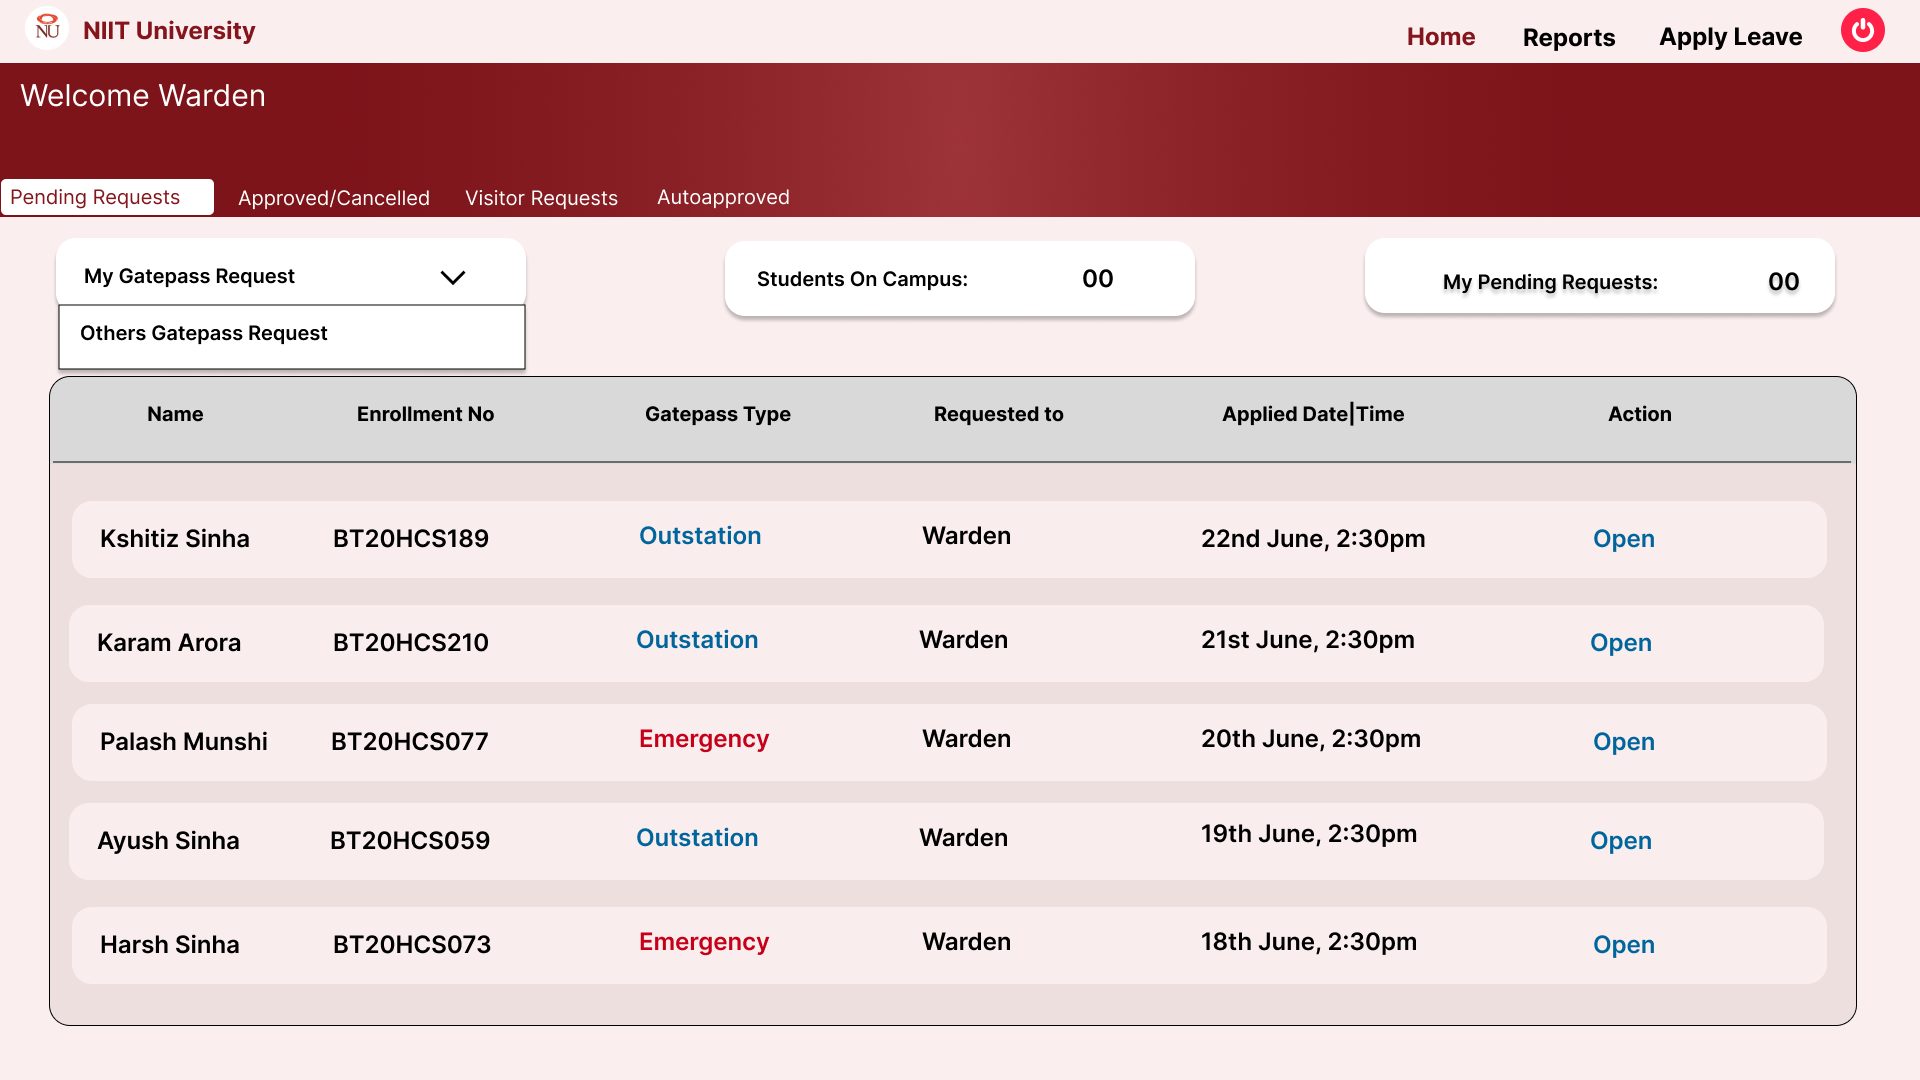 NU
NIIT University
Home
Reports
Apply Leave
Welcome Warden
Pending Requests
Approved/Cancelled
Visitor Requests
Autoapproved
My Gatepass Request
Others Gatepass Request
Students On Campus: 00
My Pending Requests: 00
Name Enrollment No Gatepass Type Requested to Applied Date|Time Action
Kshitiz Sinha BT20HCS189 Outstation Warden 22nd June, 2:30pm Open
Karam Arora BT20HCS210 Outstation Warden 21st June, 2:30pm Open
Palash Munshi BT20HCS077 Emergency Warden 20th June, 2:30pm Open
Ayush Sinha BT20HCS059 Outstation Warden 19th June, 2:30pm Open
Harsh Sinha BT20HCS073 Emergency Warden 18th June, 2:30pm Open